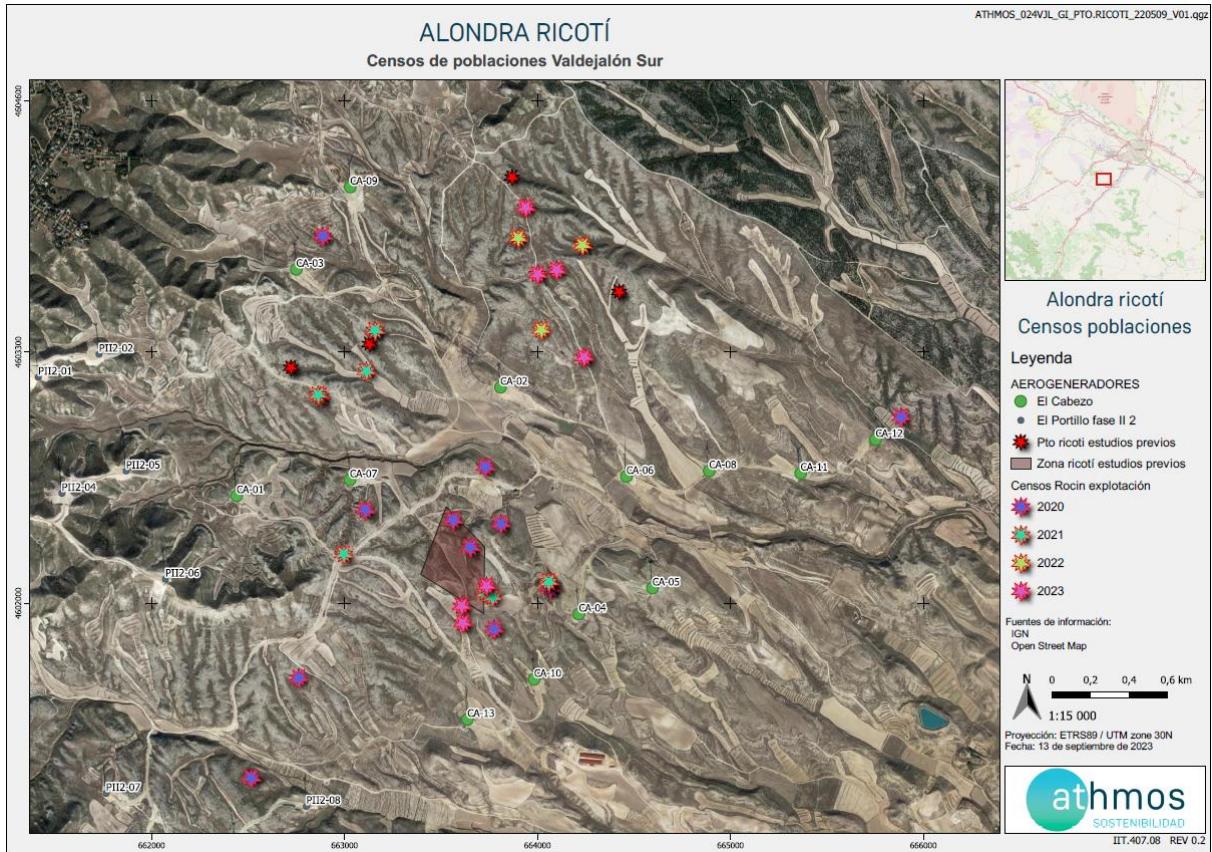 ATHMOS_024VJL_GI_PTO.RICOTI_220509_V01.qgz
ALONDRA RICOTÍ
Censos de poblaciones Valdejalón Sur
4604600
4603300
4602000
662000
663000
664000
665000
666000
CA-09
CA-03
PII2-02
PII2-01
CA-02
CA-12
PII2-05
PII2-04
CA-01
CA-07
CA-06
CA-08
CA-11
PII2-06
CA-05
CA-04
CA-10
CA-13
PII2-07
PII2-08
Alondra ricotí
Censos poblaciones
Leyenda
AEROGENERADORES
El Cabezo
El Portillo fase II 2
Pto ricoti estudios previos
Zona ricotí estudios previos
Censos Rocin explotación
2020
2021
2022
2023
Fuentes de información:
IGN
Open Street Map
N
0 0,2 0,4 0,6 km
1:15 000
Proyección: ETRS89 / UTM zone 30N
Fecha: 13 de septiembre de 2023
athmos
SOSTENIBILIDAD
IIT.407.08 REV 0.2